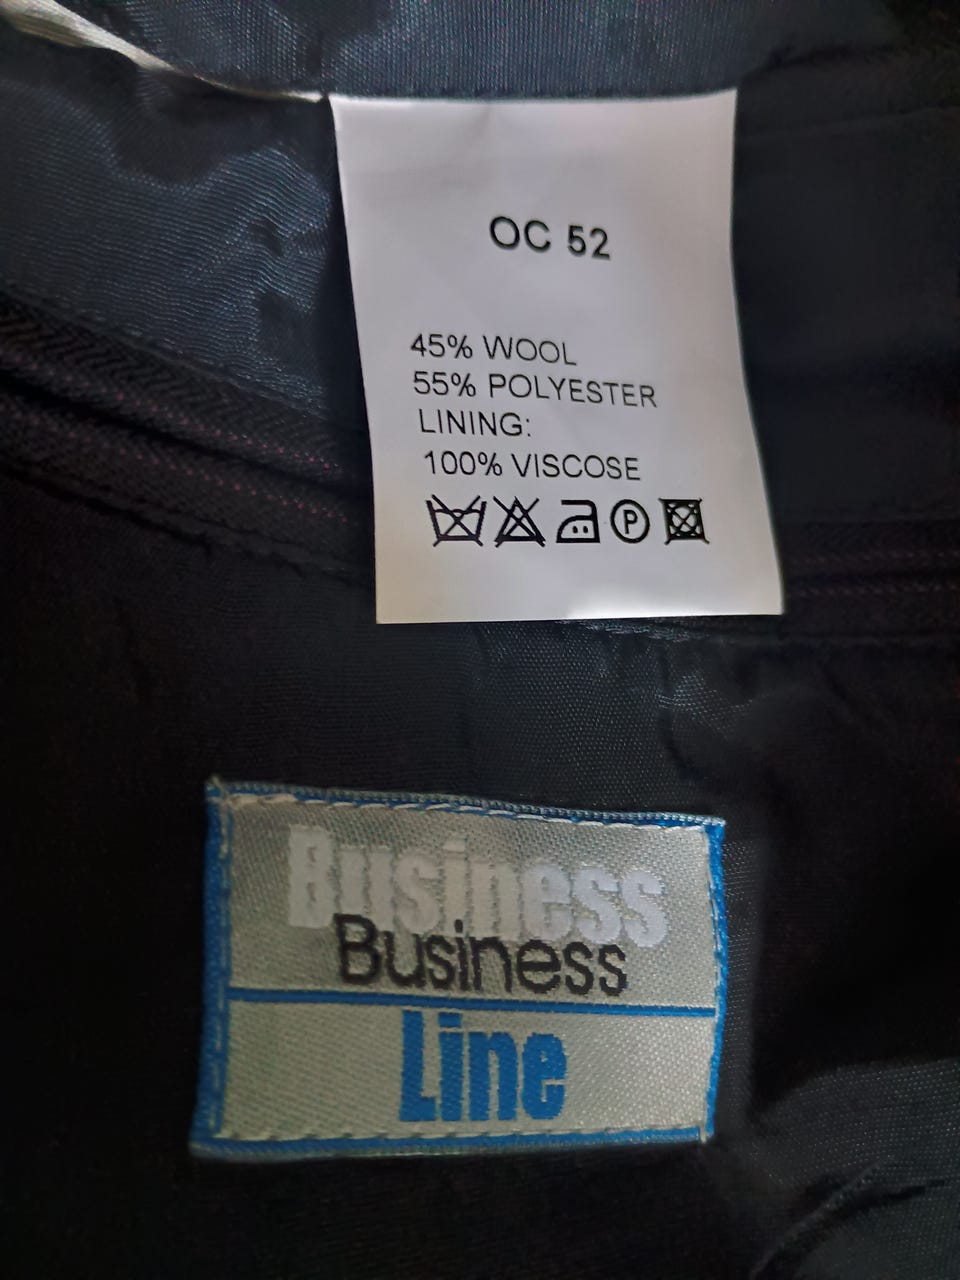 OC 52
45% WOOL
55% POLYESTER
LINING:
100% VISCOSE
P
Business
Business
Line